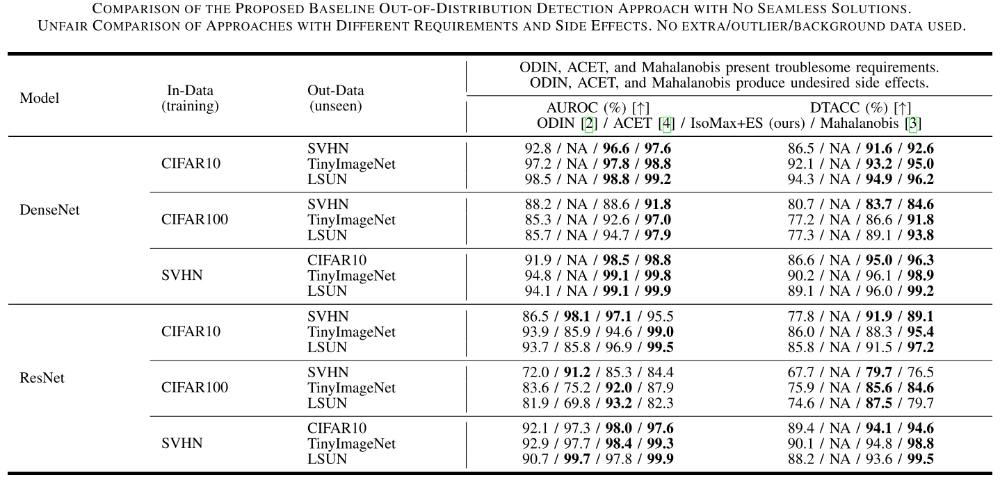 COMPARISON OF THE PROPOSED BASELINE OUT-OF-DISTRIBUTION DETECTION APPROACH WITH NO SEAMLESS SOLUTIONS.
UNFAIR COMPARISON OF APPROACHES WITH DIFFERENT REQUIREMENTS AND SIDE EFFECTS. NO EXTRA/OUTLIER/BACKGROUND DATA USED.
Model In-Data (training) Out-Data (unseen)
ODIN, ACET, and Mahalanobis present troublesome requirements.
ODIN, ACET, and Mahalanobis produce undesired side effects.
AUROC (%) [↑] DTACC (%) [↑]
ODIN [2] / ACET [4] / IsoMax+ES (ours) / Mahalanobis [3]
DenseNet
CIFAR10
SVHN 92.8 / NA / 96.6 / 97.6 86.5 / NA / 91.6 / 92.6
TinyImageNet 97.2 / NA / 97.8 / 98.8 92.1 / NA / 93.2 / 95.0
LSUN 98.5 / NA / 98.8 / 99.2 94.3 / NA / 94.9 / 96.2
CIFAR100
SVHN 88.2 / NA / 88.6 / 91.8 80.7 / NA / 83.7 / 84.6
TinyImageNet 85.3 / NA / 92.6 / 97.0 77.2 / NA / 86.6 / 91.8
LSUN 85.7 / NA / 94.7 / 97.9 77.3 / NA / 89.1 / 93.8
SVHN
CIFAR10 91.9 / NA / 98.5 / 98.8 86.6 / NA / 95.0 / 96.3
TinyImageNet 94.8 / NA / 99.1 / 99.8 90.2 / NA / 96.1 / 98.9
LSUN 94.1 / NA / 99.1 / 99.9 89.1 / NA / 96.0 / 99.2
ResNet
CIFAR10
SVHN 86.5 / 98.1 / 97.1 / 95.5 77.8 / NA / 91.9 / 89.1
TinyImageNet 93.9 / 85.9 / 94.6 / 99.0 86.0 / NA / 88.3 / 95.4
LSUN 93.7 / 85.8 / 96.9 / 99.5 85.8 / NA / 91.5 / 97.2
CIFAR100
SVHN 72.0 / 91.2 / 85.3 / 84.4 67.7 / NA / 79.7 / 76.5
TinyImageNet 83.6 / 75.2 / 92.0 / 87.9 75.9 / NA / 85.6 / 84.6
LSUN 81.9 / 69.8 / 93.2 / 82.3 74.6 / NA / 87.5 / 79.7
SVHN
CIFAR10 92.1 / 97.3 / 98.0 / 97.6 89.4 / NA / 94.1 / 94.6
TinyImageNet 92.9 / 97.7 / 98.4 / 99.3 90.1 / NA / 94.8 / 98.8
LSUN 90.7 / 99.7 / 97.8 / 99.9 88.2 / NA / 93.6 / 99.5